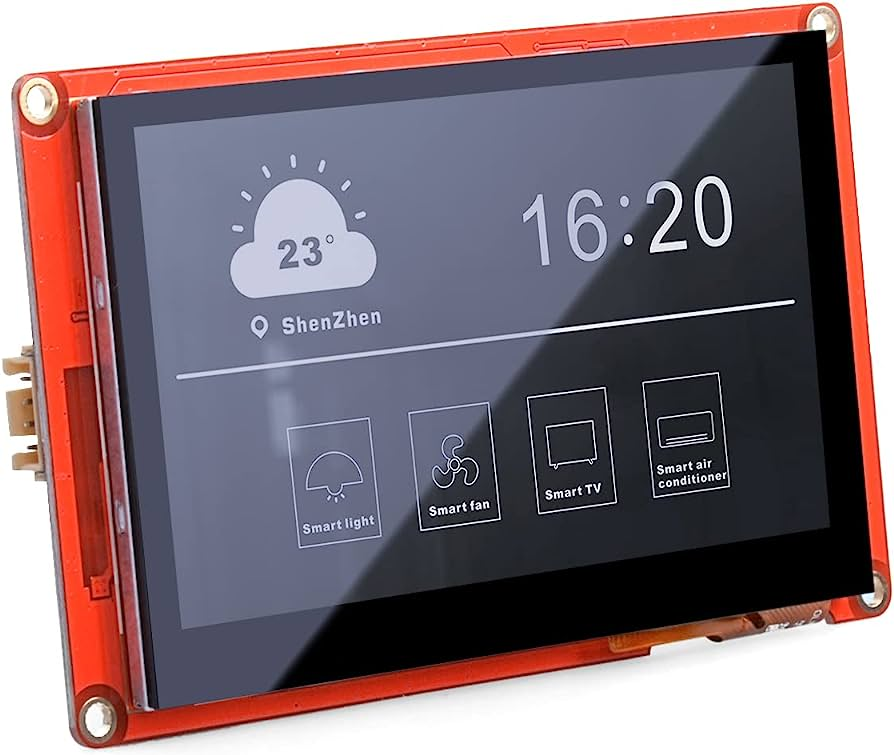 23°
16:20
ShenZhen
Smart light
Smart fan
Smart TV
Smart air
conditioner